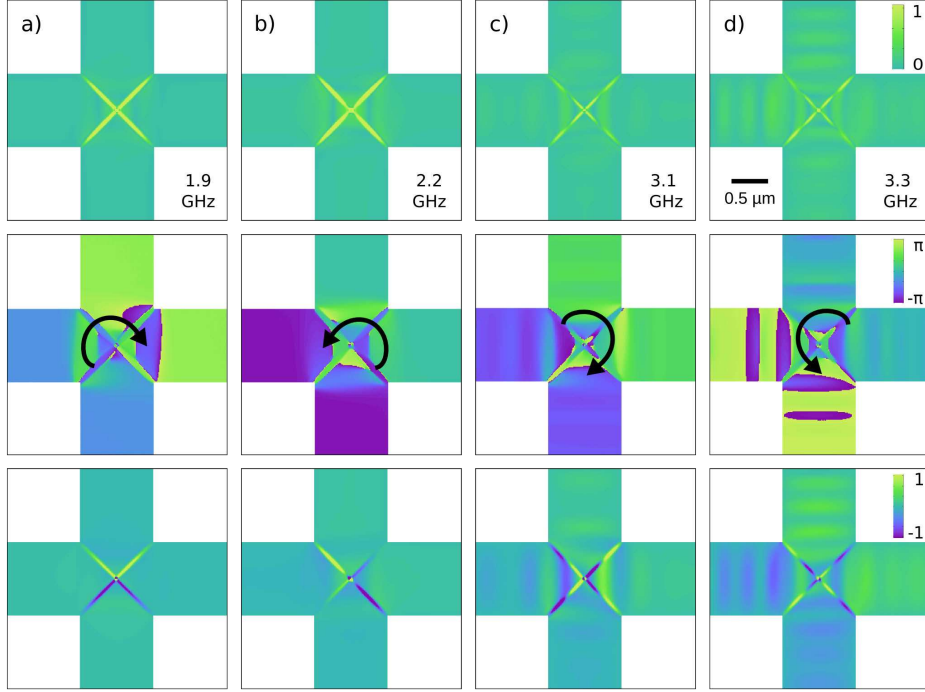 a)
b)
c)
d)
1
0
1.9
GHz
2.2
GHz
3.1
GHz
0.5 μm
3.3
GHz
π
-π
1
-1